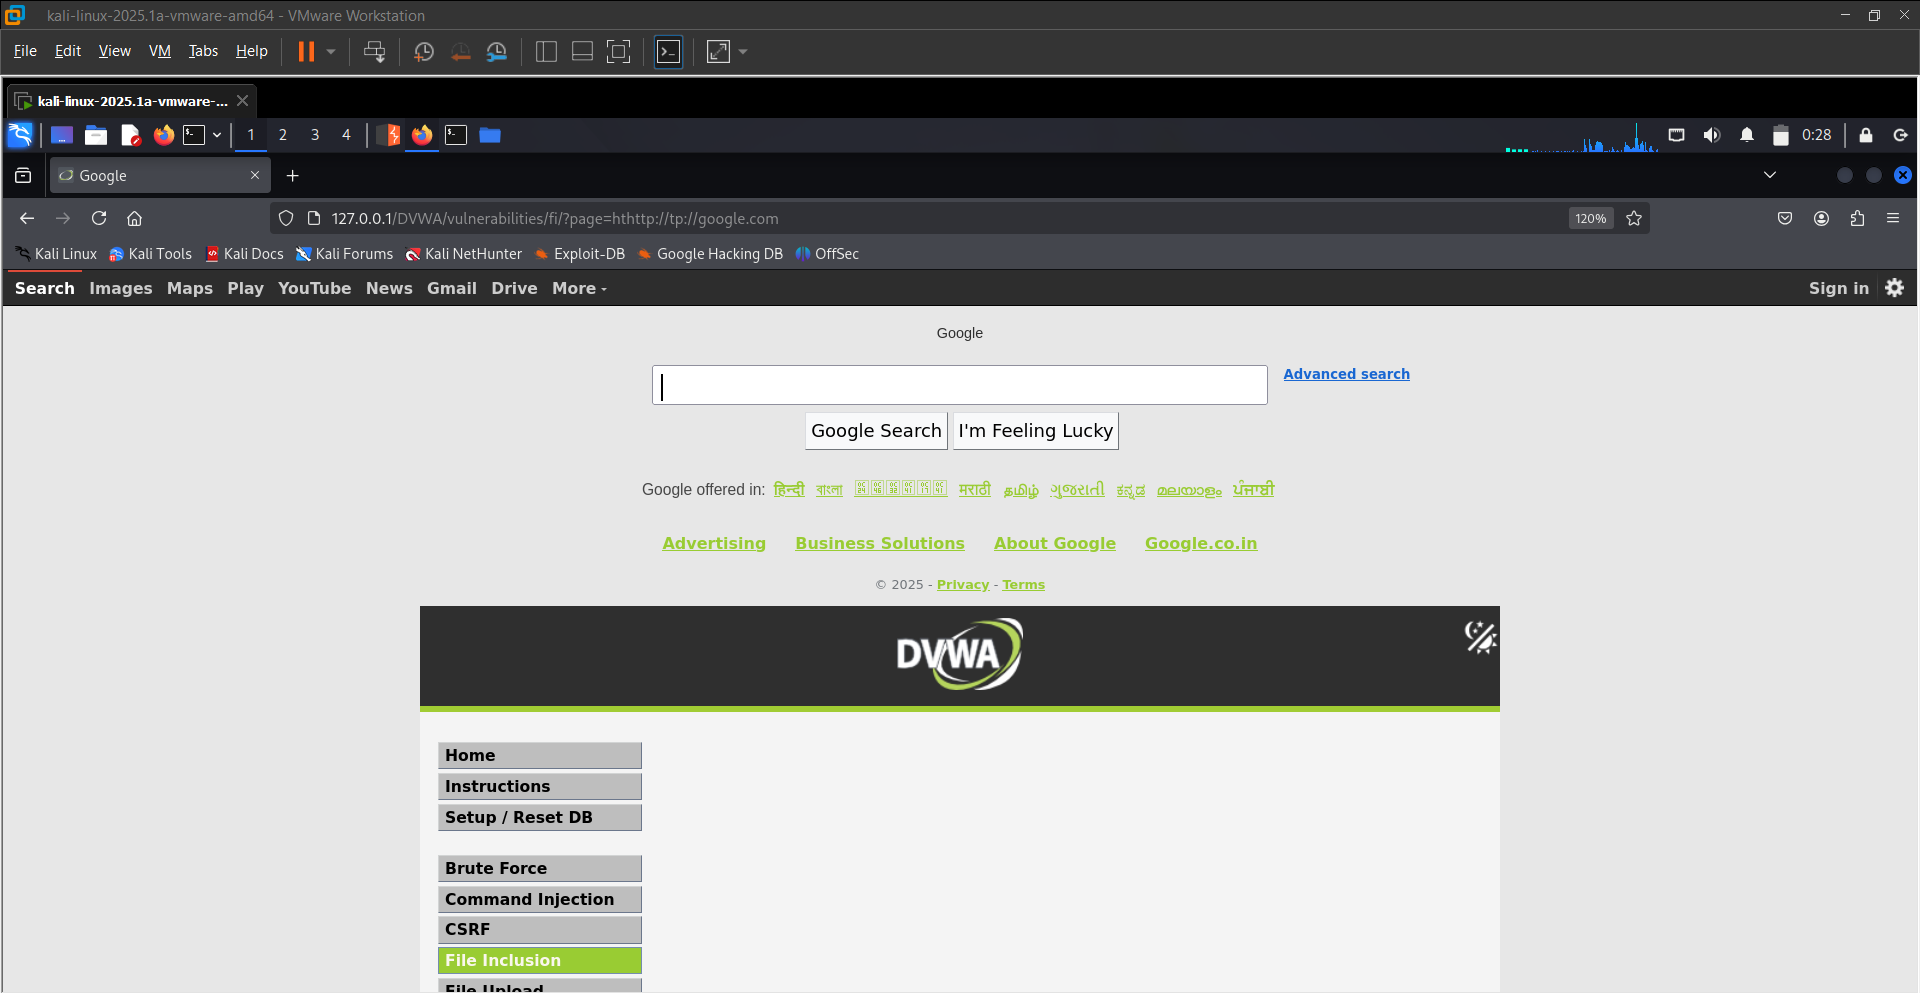 kali-linux-2025.1a-vmware-amd64 - VMware Workstation
File Edit View VM Tabs Help
kali-linux-2025.1a-vmware-...
1 2 3 4 0:28
Google
127.0.0.1/DVWA/vulnerabilities/fi/?page=hthttp://tp://google.com 120%
Kali Linux Kali Tools Kali Docs Kali Forums Kali NetHunter Exploit-DB Google Hacking DB OffSec
Search Images Maps Play YouTube News Gmail Drive More Sign in
Google
Advanced search
Google Search I'm Feeling Lucky
Google offered in: हिन्दी বাংলা मराठी தமிழ் ગુજરાતી ಕನ್ನಡ മലയാളം ਪੰਜਾਬੀ
Advertising Business Solutions About Google Google.co.in
© 2025 - Privacy - Terms
DVWA
Home
Instructions
Setup / Reset DB
Brute Force
Command Injection
CSRF
File Inclusion
File Upload